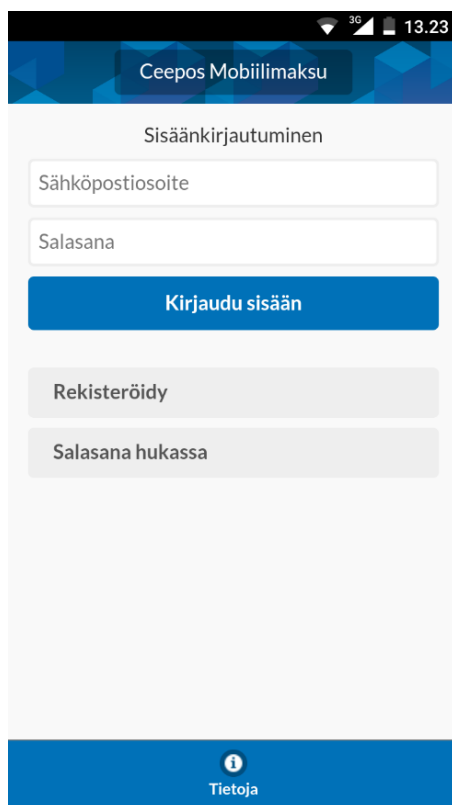 3G 13.23
Ceepos Mobiilimaksu
Sisäänkirjautuminen
Sähköpostiosoite
Salasana
Kirjaudu sisään
Rekisteröidy
Salasana hukassa
Tietoja